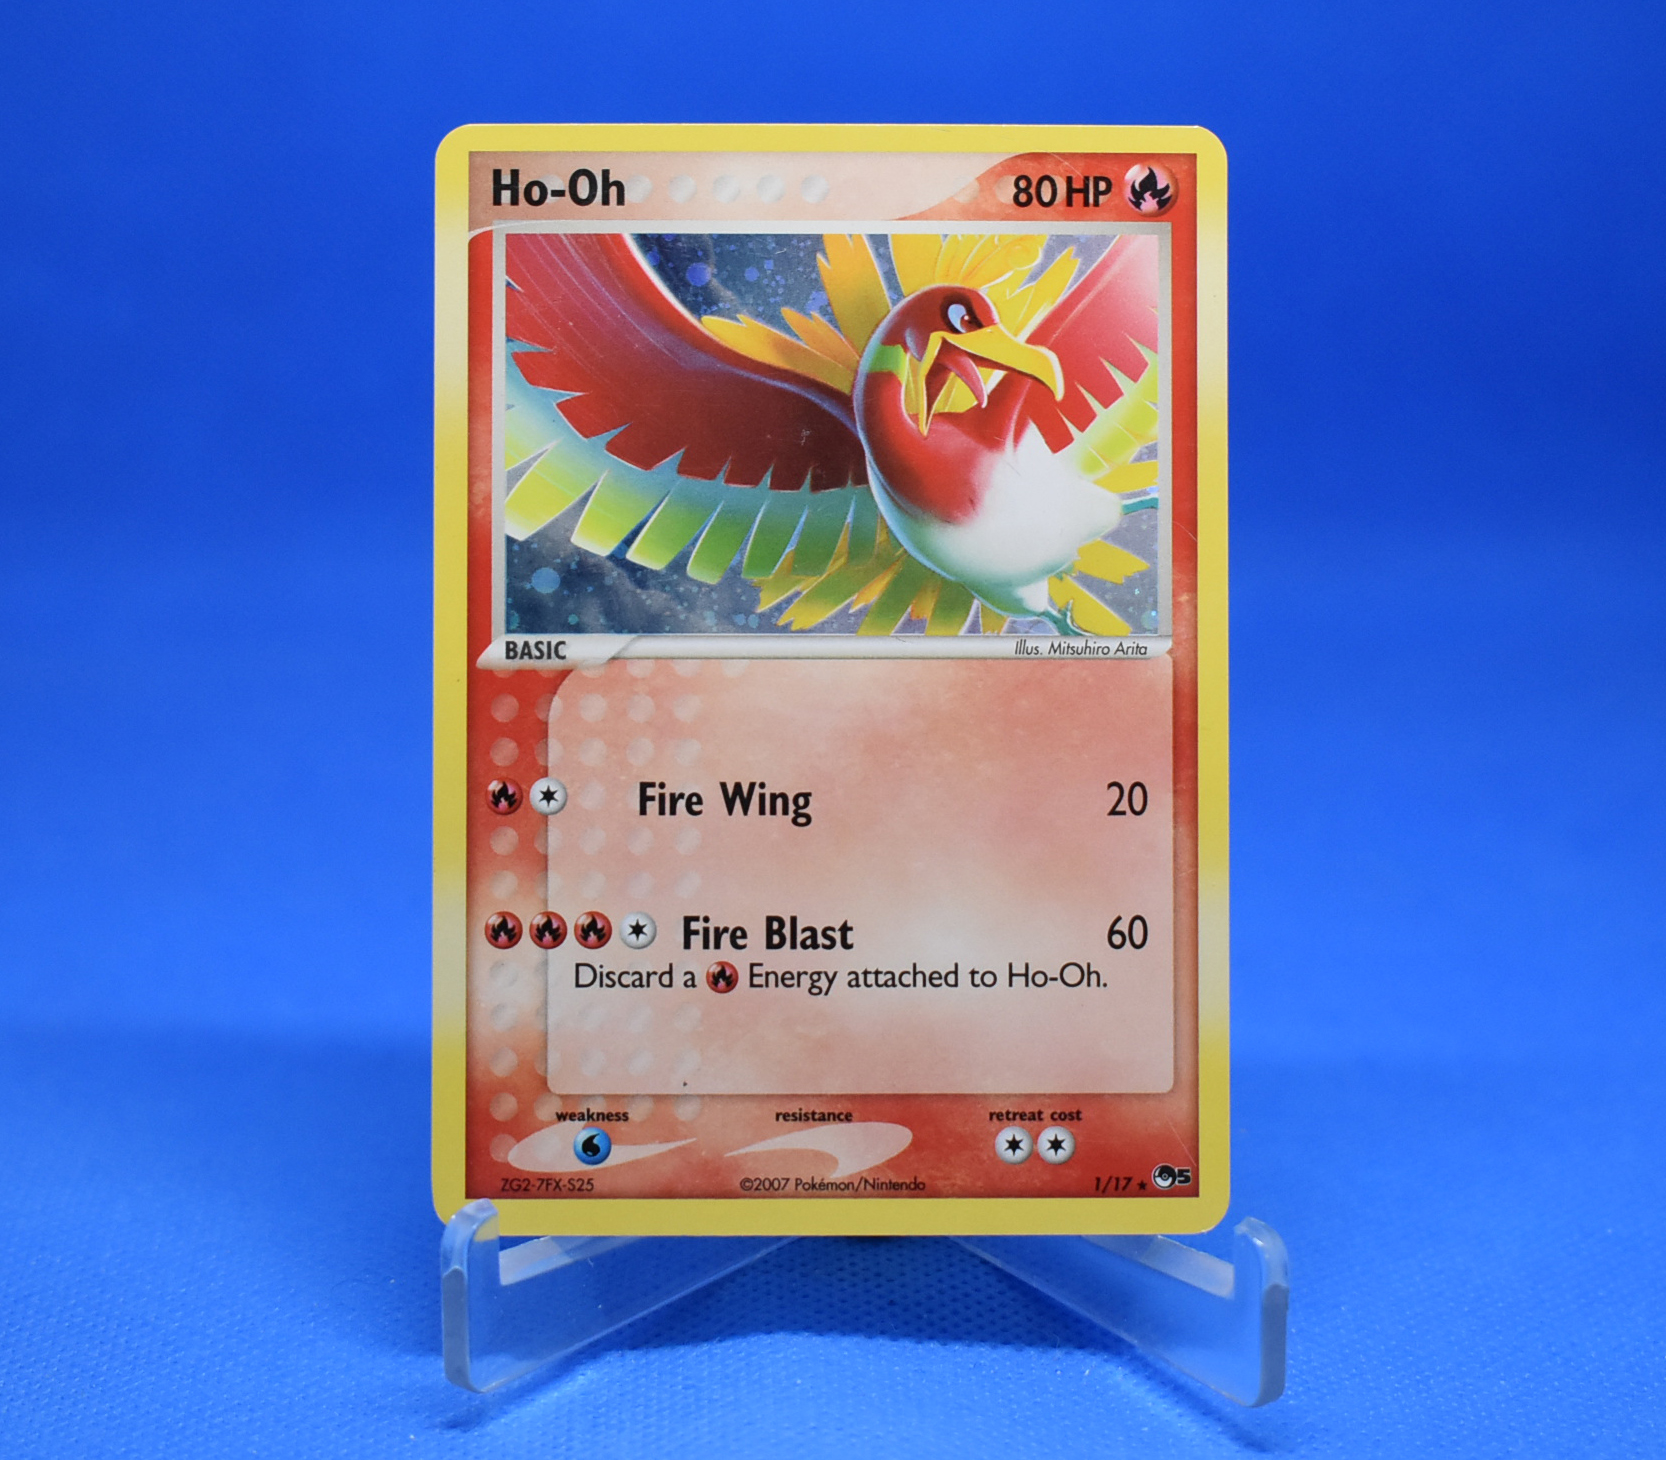 Ho-Oh 80 HP
BASIC Illus. Mitsuhiro Arita
Fire Wing 20
Fire Blast 60
Discard a Energy attached to Ho-Oh.
weakness resistance retreat cost
ZG2-7FX-S25 ©2007 Pokémon/Nintendo 1/17 ★ 5